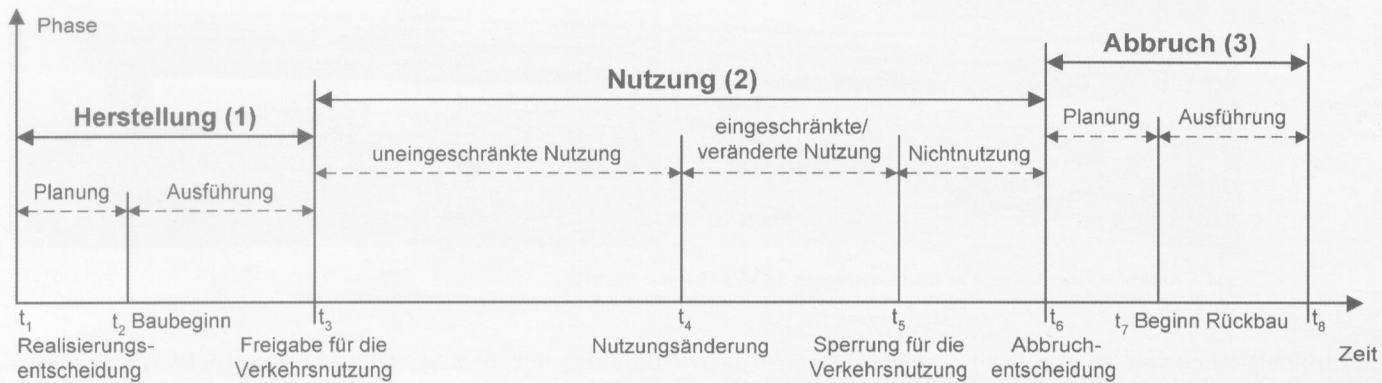 Phase
Abbruch (3)
Nutzung (2)
Herstellung (1)
Planung
Ausführung
eingeschränkte/
veränderte Nutzung
uneingeschränkte Nutzung
Nichtnutzung
Planung
Ausführung
t1
t2 Baubeginn
t3
t4
t5
t6
t7 Beginn Rückbau
t8
Realisierungs-
entscheidung
Freigabe für die
Verkehrsnutzung
Nutzungsänderung
Sperrung für die
Verkehrsnutzung
Abbruch-
entscheidung
Zeit